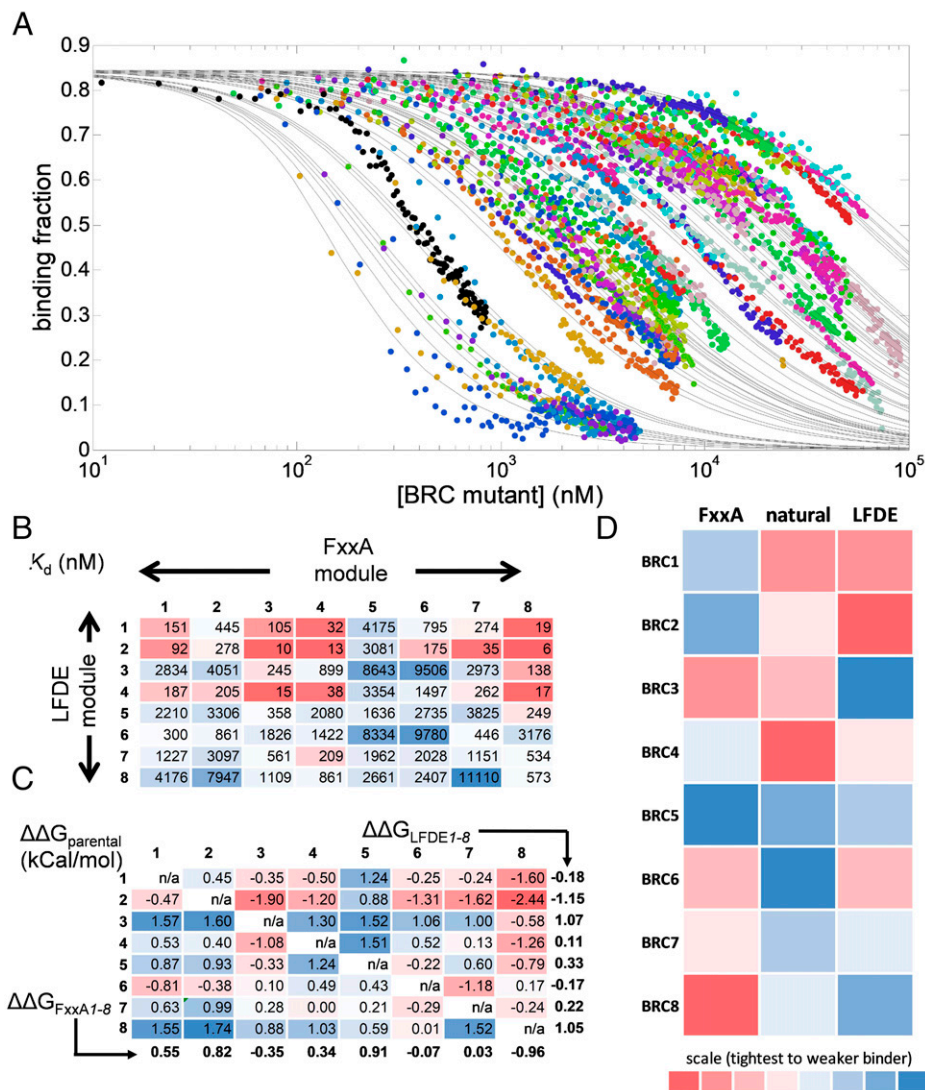 A
0.9
0.8
0.7
0.6
0.5
0.4
0.3
0.2
0.1
0
binding fraction
10¹ 10² 10³ 10⁴ 10⁵
[BRC mutant] (nM)
B
Kd (nM)
FxxA
module
LFDE
module
1 2 3 4 5 6 7 8
1 151 445 105 32 4175 795 274 19
2 92 278 10 13 3081 175 35 6
3 2834 4051 245 899 8643 9506 2973 138
4 187 205 15 38 3354 1497 262 17
5 2210 3306 358 2080 1636 2735 3825 249
6 300 861 1826 1422 8334 9780 446 3176
7 1227 3097 561 209 1962 2028 1151 534
8 4176 7947 1109 861 2661 2407 11110 573
C
ΔΔGparental
(kCal/mol)
ΔΔGLFDE1-8
1 2 3 4 5 6 7 8
1 n/a 0.45 -0.35 -0.50 1.24 -0.25 -0.24 -1.60 -0.18
2 -0.47 n/a -1.90 -1.20 0.88 -1.31 -1.62 -2.44 -1.15
3 1.57 1.60 n/a 1.30 1.52 1.06 1.00 -0.58 1.07
4 0.53 0.40 -1.08 n/a 1.51 0.52 0.13 -1.26 0.11
5 0.87 0.93 -0.33 1.24 n/a -0.22 0.60 -0.79 0.33
6 -0.81 -0.38 0.10 0.49 0.43 n/a -1.18 0.17 -0.17
7 0.63 0.99 0.28 0.00 0.21 -0.29 n/a -0.24 0.22
8 1.55 1.74 0.88 1.03 0.59 0.01 1.52 n/a 1.05
ΔΔGFxxA1-8
0.55 0.82 -0.35 0.34 0.91 -0.07 0.03 -0.96
D
FxxA natural LFDE
BRC1
BRC2
BRC3
BRC4
BRC5
BRC6
BRC7
BRC8
scale (tightest to weaker binder)